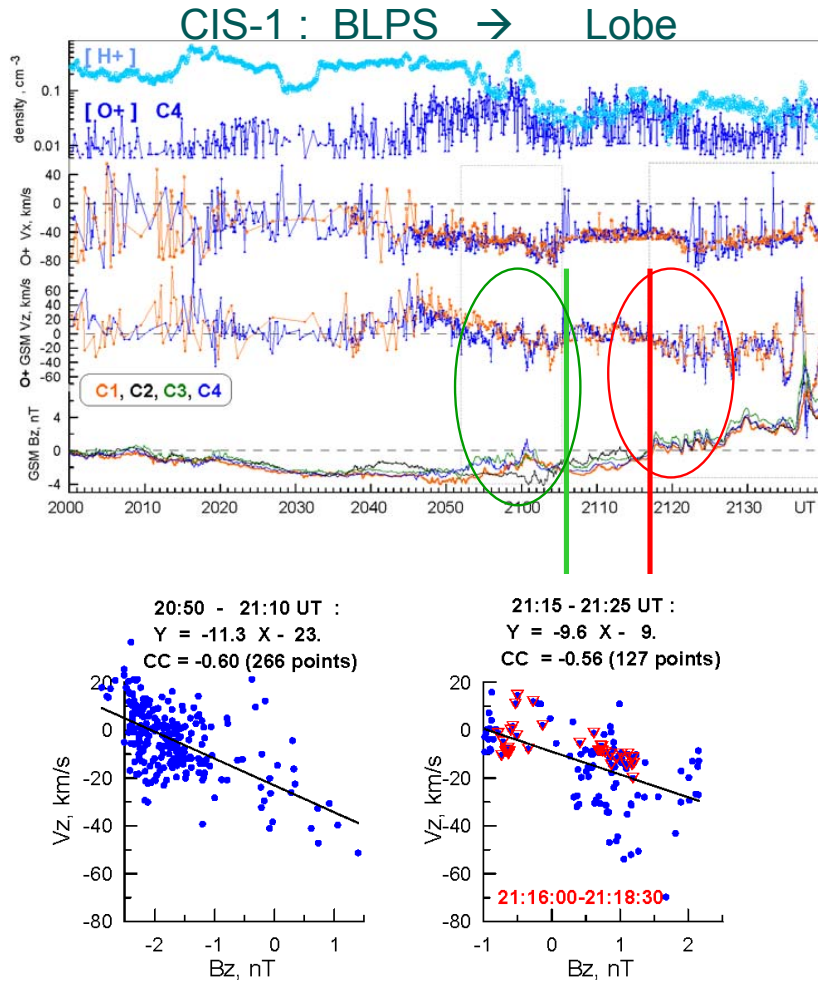 CIS-1 : BLPS → Lobe
[ H+ ]
[ O+ ] C4
density , cm⁻³
0.1
0.01
O+ Vx, km/s
0
-40
-80
O+ GSM Vz, km/s
40
20
0
-20
-40
-60
C1, C2, C3, C4
GSM Bz, nT
4
0
-4
2000 2010 2020 2030 2040 2050 2100 2110 2120 2130 UT
20:50 - 21:10 UT :
Y = -11.3 X - 23.
CC = -0.60 (266 points)
Vz, km/s
20
0
-20
-40
-60
-80
-2 -1 0 1
Bz, nT
21:15 - 21:25 UT :
Y = -9.6 X - 9.
CC = -0.56 (127 points)
Vz, km/s
20
0
-20
-40
-60
-80
21:16:00-21:18:30
-1 0 1 2
Bz, nT